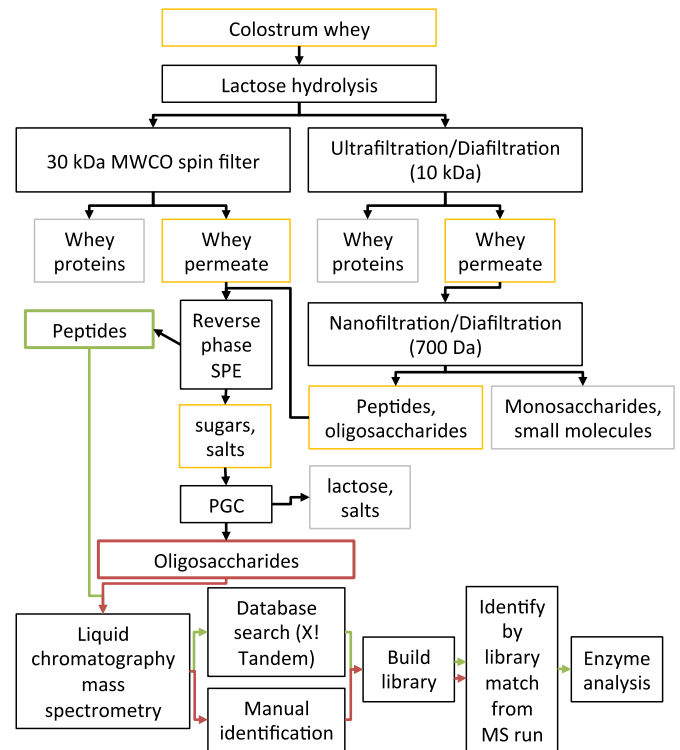 Colostrum whey
Lactose hydrolysis
30 kDa MWCO spin filter
Ultrafiltration/Diafiltration
(10 kDa)
Whey
proteins
Whey
permeate
Whey
proteins
Whey
permeate
Peptides
Reverse
phase
SPE
Nanofiltration/Diafiltration
(700 Da)
sugars,
salts
Peptides,
oligosaccharides
Monosaccharides,
small molecules
PGC
lactose,
salts
Oligosaccharides
Liquid
chromatography
mass
spectrometry
Database
search (X!
Tandem)
Manual
identification
Build
library
Identify
by
library
match
from
MS run
Enzyme
analysis